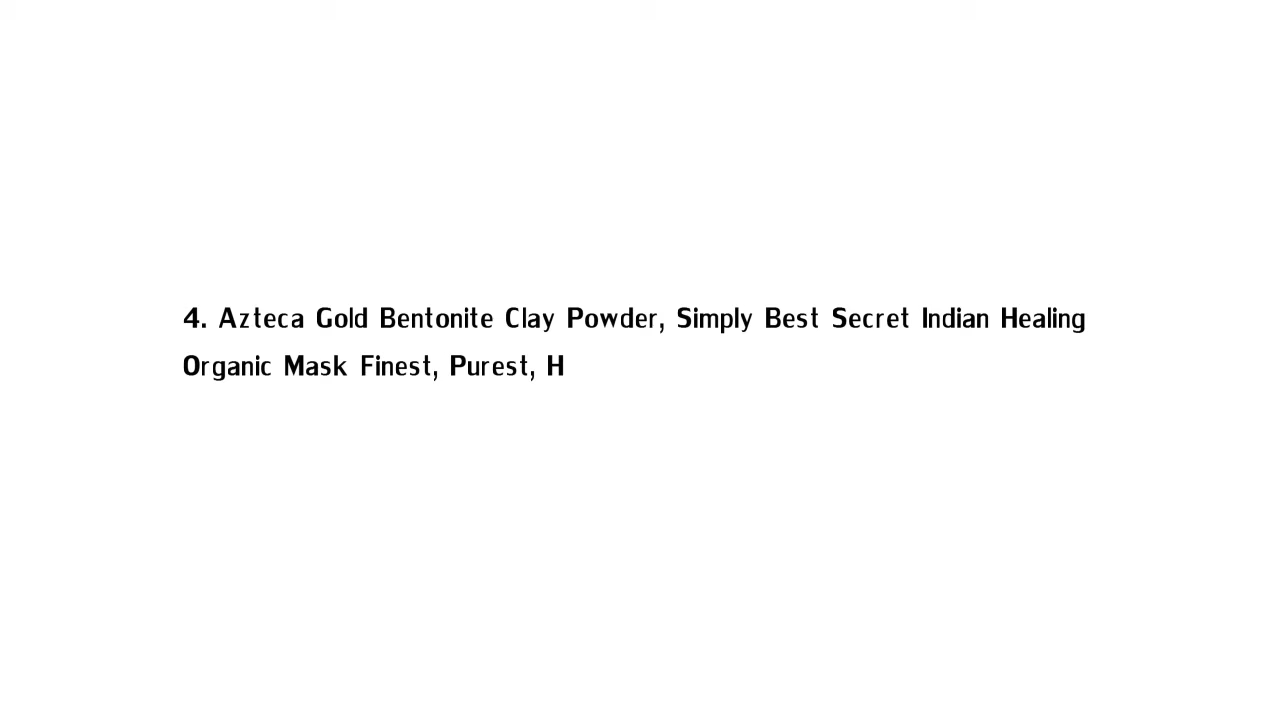 4. Azteca Gold Bentonite Clay Powder, Simply Best Secret Indian Healing
Organic Mask Finest, Purest, H